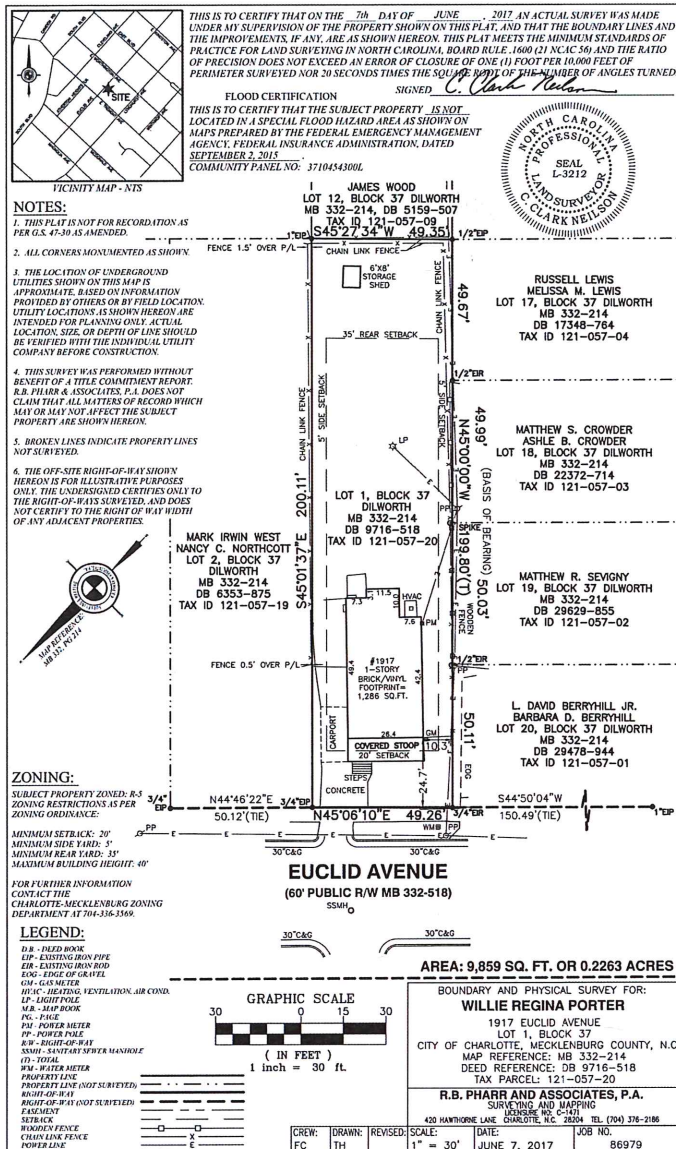 THIS IS TO CERTIFY THAT ON THE 7th DAY OF JUNE , 2017 AN ACTUAL SURVEY WAS MADE
UNDER MY SUPERVISION OF THE PROPERTY SHOWN ON THIS PLAT, AND THAT THE BOUNDARY LINES AND
THE IMPROVEMENTS, IF ANY, ARE AS SHOWN HEREON. THIS PLAT MEETS THE MINIMUM STANDARDS OF
PRACTICE FOR LAND SURVEYING IN NORTH CAROLINA, BOARD RULE .1600 (21 NCAC 56) AND THE RATIO
OF PRECISION DOES NOT EXCEED AN ERROR OF CLOSURE OF ONE (1) FOOT PER 10,000 FEET OF
PERIMETER SURVEYED NOR 20 SECONDS TIMES THE SQUARE ROOT OF THE NUMBER OF ANGLES TURNED
SIGNED C. Clark Neilson
FLOOD CERTIFICATION
THIS IS TO CERTIFY THAT THE SUBJECT PROPERTY IS NOT
LOCATED IN A SPECIAL FLOOD HAZARD AREA AS SHOWN ON
MAPS PREPARED BY THE FEDERAL EMERGENCY MANAGEMENT
AGENCY, FEDERAL INSURANCE ADMINISTRATION, DATED
SEPTEMBER 2, 2015 .
COMMUNITY PANEL NO: 3710454300L
NORTH CAROLINA
PROFESSIONAL
SEAL
L-3212
LAND SURVEYOR
C. CLARK NEILSON
SITE
VICINITY MAP - NTS
NOTES:
1. THIS PLAT IS NOT FOR RECORDATION AS
PER G.S. 47-30 AS AMENDED.
2. ALL CORNERS MONUMENTED AS SHOWN.
3. THE LOCATION OF UNDERGROUND
UTILITIES SHOWN ON THIS MAP IS
APPROXIMATE, BASED ON INFORMATION
PROVIDED BY OTHERS OR BY FIELD LOCATION.
UTILITY LOCATIONS AS SHOWN HEREON ARE
INTENDED FOR PLANNING ONLY. ACTUAL
LOCATION, SIZE, OR DEPTH OF LINE SHOULD
BE VERIFIED WITH THE INDIVIDUAL UTILITY
COMPANY BEFORE CONSTRUCTION.
4. THIS SURVEY WAS PERFORMED WITHOUT
BENEFIT OF A TITLE COMMITMENT REPORT.
R.B. PHARR & ASSOCIATES, P.A. DOES NOT
CLAIM THAT ALL MATTERS OF RECORD WHICH
MAY OR MAY NOT AFFECT THE SUBJECT
PROPERTY ARE SHOWN HEREON.
5. BROKEN LINES INDICATE PROPERTY LINES
NOT SURVEYED.
6. THE OFF-SITE RIGHT-OF-WAY SHOWN
HEREON IS FOR ILLUSTRATIVE PURPOSES
ONLY. THE UNDERSIGNED CERTIFIES ONLY TO
THE RIGHT-OF-WAYS SURVEYED, AND DOES
NOT CERTIFY TO THE RIGHT OF WAY WIDTH
OF ANY ADJACENT PROPERTIES.
MAP REFERENCE:
MB 332, PG 214
JAMES WOOD
LOT 12, BLOCK 37 DILWORTH
MB 332-214, DB 5159-507
TAX ID 121-057-09
1"EIP
S45°27'34"W 49.35'
1/2"EIP
FENCE 1.5' OVER P/L
CHAIN LINK FENCE
6'X8'
STORAGE
SHED
35' REAR SETBACK
CHAIN LINK FENCE
49.67'
1/2"EIR
RUSSELL LEWIS
MELISSA M. LEWIS
LOT 17, BLOCK 37 DILWORTH
MB 332-214
DB 17348-764
TAX ID 121-057-04
CHAIN LINK FENCE
5' SIDE SETBACK
5' SIDE SETBACK
49.99'
N45°00'00"W (BASIS OF BEARING)
199.80'(T)
LP
E
PP
SPIKE
MATTHEW S. CROWDER
ASHLE B. CROWDER
LOT 18, BLOCK 37 DILWORTH
MB 332-214
DB 22372-714
TAX ID 121-057-03
S45°01'37"E 200.11'
LOT 1, BLOCK 37
DILWORTH
MB 332-214
DB 9716-518
TAX ID 121-057-20
MARK IRWIN WEST
NANCY C. NORTHCOTT
LOT 2, BLOCK 37
DILWORTH
MB 332-214
DB 6353-875
TAX ID 121-057-19
50.03'
WOODEN
FENCE
MATTHEW R. SEVIGNY
LOT 19, BLOCK 37 DILWORTH
MB 332-214
DB 29629-855
TAX ID 121-057-02
7.3
11.5
HVAC
7.6
PM
FENCE 0.5' OVER P/L
#1917
1-STORY
BRICK/VINYL
FOOTPRINT=
1,286 SQ.FT.
49.4
42.4
1/2"EIR
PP
L. DAVID BERRYHILL JR.
BARBARA D. BERRYHILL
LOT 20, BLOCK 37 DILWORTH
MB 332-214
DB 29478-944
TAX ID 121-057-01
50.11'
EOG
CARPORT
26.4
GM
COVERED STOOP
10.3'
20' SETBACK
STEPS
24.7'
CONCRETE
3/4"
EIP
N44°46'22"E
50.12'(TIE)
3/4"EIP
N45°06'10"E 49.26'
3/4"EIR
S44°50'04"W
150.49'(TIE)
1"EIP
PP
E
WM
PP
30"C&G
30"C&G
EUCLID AVENUE
(60' PUBLIC R/W MB 332-518)
SSMH
30"C&G
30"C&G
ZONING:
SUBJECT PROPERTY ZONED: R-5
ZONING RESTRICTIONS AS PER
ZONING ORDINANCE:
MINIMUM SETBACK: 20'
MINIMUM SIDE YARD: 5'
MINIMUM REAR YARD: 35'
MAXIMUM BUILDING HEIGHT: 40'
FOR FURTHER INFORMATION
CONTACT THE
CHARLOTTE-MECKLENBURG ZONING
DEPARTMENT AT 704-336-3569.
LEGEND:
D.B. - DEED BOOK
EIP - EXISTING IRON PIPE
EIR - EXISTING IRON ROD
EOG - EDGE OF GRAVEL
GM - GAS METER
HVAC - HEATING, VENTILATION, AIR COND.
LP - LIGHT POLE
M.B. - MAP BOOK
PG. - PAGE
PM - POWER METER
PP - POWER POLE
R/W - RIGHT-OF-WAY
SSMH - SANITARY SEWER MANHOLE
(T) - TOTAL
WM - WATER METER
PROPERTY LINE
PROPERTY LINE (NOT SURVEYED)
RIGHT-OF-WAY
RIGHT-OF-WAY (NOT SURVEYED)
EASEMENT
SETBACK
WOODEN FENCE
CHAIN LINK FENCE X
POWER LINE E
GRAPHIC SCALE
30 0 15 30
( IN FEET )
1 inch = 30 ft.
AREA: 9,859 SQ. FT. OR 0.2263 ACRES
BOUNDARY AND PHYSICAL SURVEY FOR:
WILLIE REGINA PORTER
1917 EUCLID AVENUE
LOT 1, BLOCK 37
CITY OF CHARLOTTE, MECKLENBURG COUNTY, N.C
MAP REFERENCE: MB 332-214
DEED REFERENCE: DB 9716-518
TAX PARCEL: 121-057-20
R.B. PHARR AND ASSOCIATES, P.A.
SURVEYING AND MAPPING
LICENSURE NO: C-1471
420 HAWTHORNE LANE CHARLOTTE, N.C. 28204 TEL. (704) 376-2186
CREW: DRAWN: REVISED: SCALE: DATE: JOB NO.
FC TH 1" = 30' JUNE 7, 2017 86979